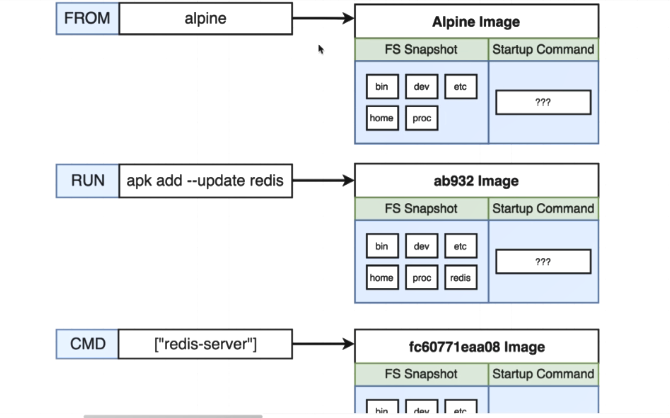 FROM alpine Alpine Image
FS Snapshot Startup Command
bin dev etc
???
home proc
RUN apk add --update redis ab932 Image
FS Snapshot Startup Command
bin dev etc
???
home proc redis
CMD ["redis-server"] fc60771eaa08 Image
FS Snapshot Startup Command
bin dev etc